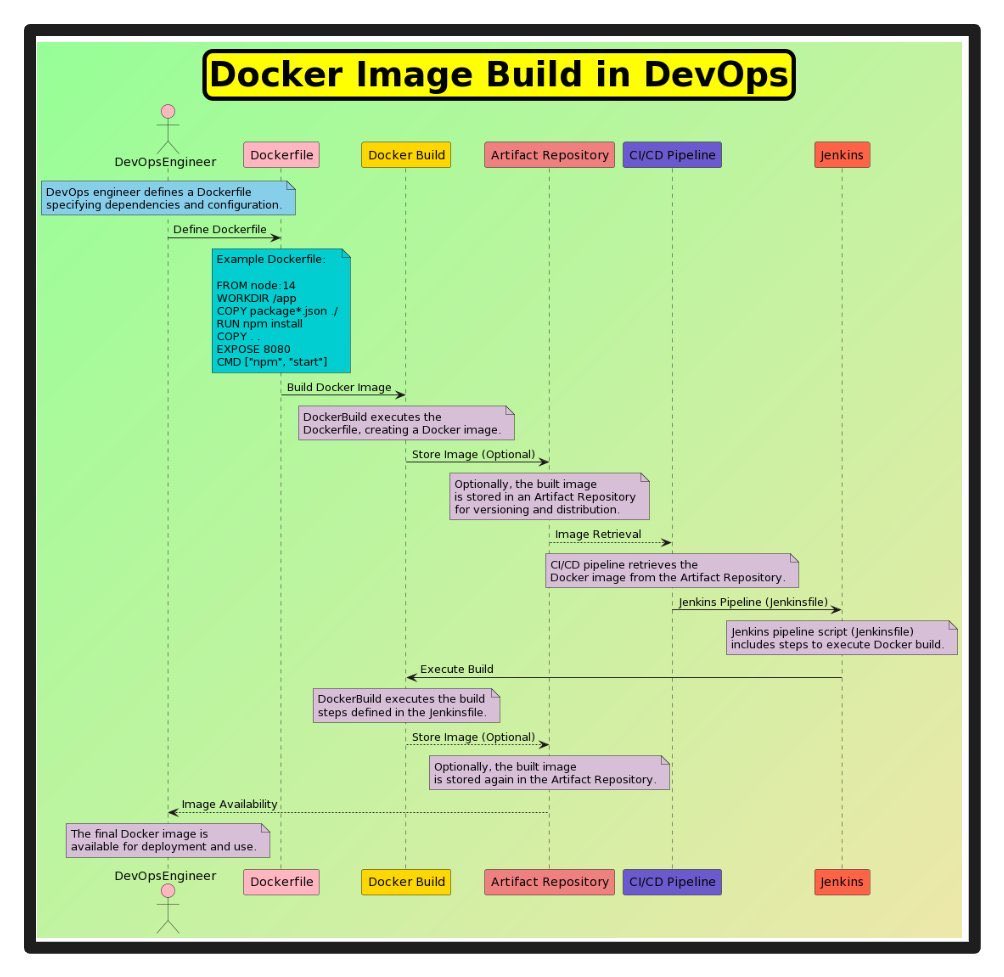 Docker Image Build in DevOps
DevOpsEngineer
Dockerfile
Docker Build
Artifact Repository
CI/CD Pipeline
Jenkins
DevOps engineer defines a Dockerfile
specifying dependencies and configuration.
Define Dockerfile
Example Dockerfile:
FROM node:14
WORKDIR /app
COPY package*.json ./
RUN npm install
COPY . .
EXPOSE 8080
CMD ["npm", "start"]
Build Docker Image
DockerBuild executes the
Dockerfile, creating a Docker image.
Store Image (Optional)
Optionally, the built image
is stored in an Artifact Repository
for versioning and distribution.
Image Retrieval
CI/CD pipeline retrieves the
Docker image from the Artifact Repository.
Jenkins Pipeline (Jenkinsfile)
Jenkins pipeline script (Jenkinsfile)
includes steps to execute Docker build.
Execute Build
DockerBuild executes the build
steps defined in the Jenkinsfile.
Store Image (Optional)
Optionally, the built image
is stored again in the Artifact Repository.
Image Availability
The final Docker image is
available for deployment and use.
DevOpsEngineer
Dockerfile
Docker Build
Artifact Repository
CI/CD Pipeline
Jenkins